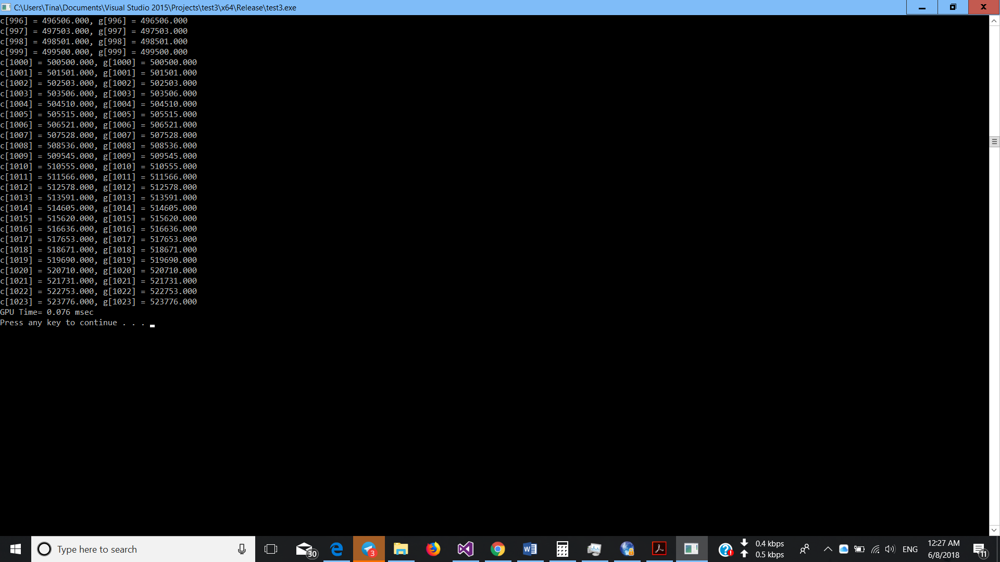 C:\Users\Tina\Documents\Visual Studio 2015\Projects\test3\x64\Release\test3.exe
c[996] = 496506.000, g[996] = 496506.000
c[997] = 497503.000, g[997] = 497503.000
c[998] = 498501.000, g[998] = 498501.000
c[999] = 499500.000, g[999] = 499500.000
c[1000] = 500500.000, g[1000] = 500500.000
c[1001] = 501501.000, g[1001] = 501501.000
c[1002] = 502503.000, g[1002] = 502503.000
c[1003] = 503506.000, g[1003] = 503506.000
c[1004] = 504510.000, g[1004] = 504510.000
c[1005] = 505515.000, g[1005] = 505515.000
c[1006] = 506521.000, g[1006] = 506521.000
c[1007] = 507528.000, g[1007] = 507528.000
c[1008] = 508536.000, g[1008] = 508536.000
c[1009] = 509545.000, g[1009] = 509545.000
c[1010] = 510555.000, g[1010] = 510555.000
c[1011] = 511566.000, g[1011] = 511566.000
c[1012] = 512578.000, g[1012] = 512578.000
c[1013] = 513591.000, g[1013] = 513591.000
c[1014] = 514605.000, g[1014] = 514605.000
c[1015] = 515620.000, g[1015] = 515620.000
c[1016] = 516636.000, g[1016] = 516636.000
c[1017] = 517653.000, g[1017] = 517653.000
c[1018] = 518671.000, g[1018] = 518671.000
c[1019] = 519690.000, g[1019] = 519690.000
c[1020] = 520710.000, g[1020] = 520710.000
c[1021] = 521731.000, g[1021] = 521731.000
c[1022] = 522753.000, g[1022] = 522753.000
c[1023] = 523776.000, g[1023] = 523776.000
GPU Time= 0.076 msec
Press any key to continue . . .
Type here to search
30
3
0.4 kbps
0.5 kbps
ENG
12:27 AM
6/8/2018
11